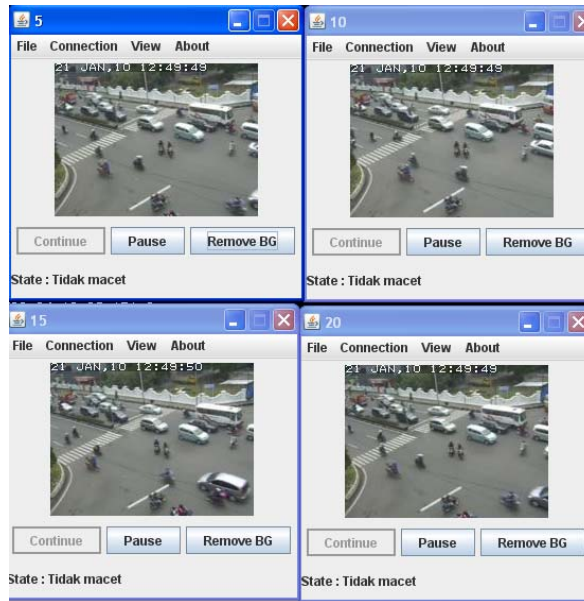 5
File Connection View About
21 JAN,10 12:49:49
Continue Pause Remove BG
State : Tidak macet
10
File Connection View About
21 JAN,10 12:49:49
Continue Pause Remove BG
State : Tidak macet
15
File Connection View About
21 JAN,10 12:49:50
Continue Pause Remove BG
State : Tidak macet
20
File Connection View About
21 JAN,10 12:49:49
Continue Pause Remove BG
State : Tidak macet